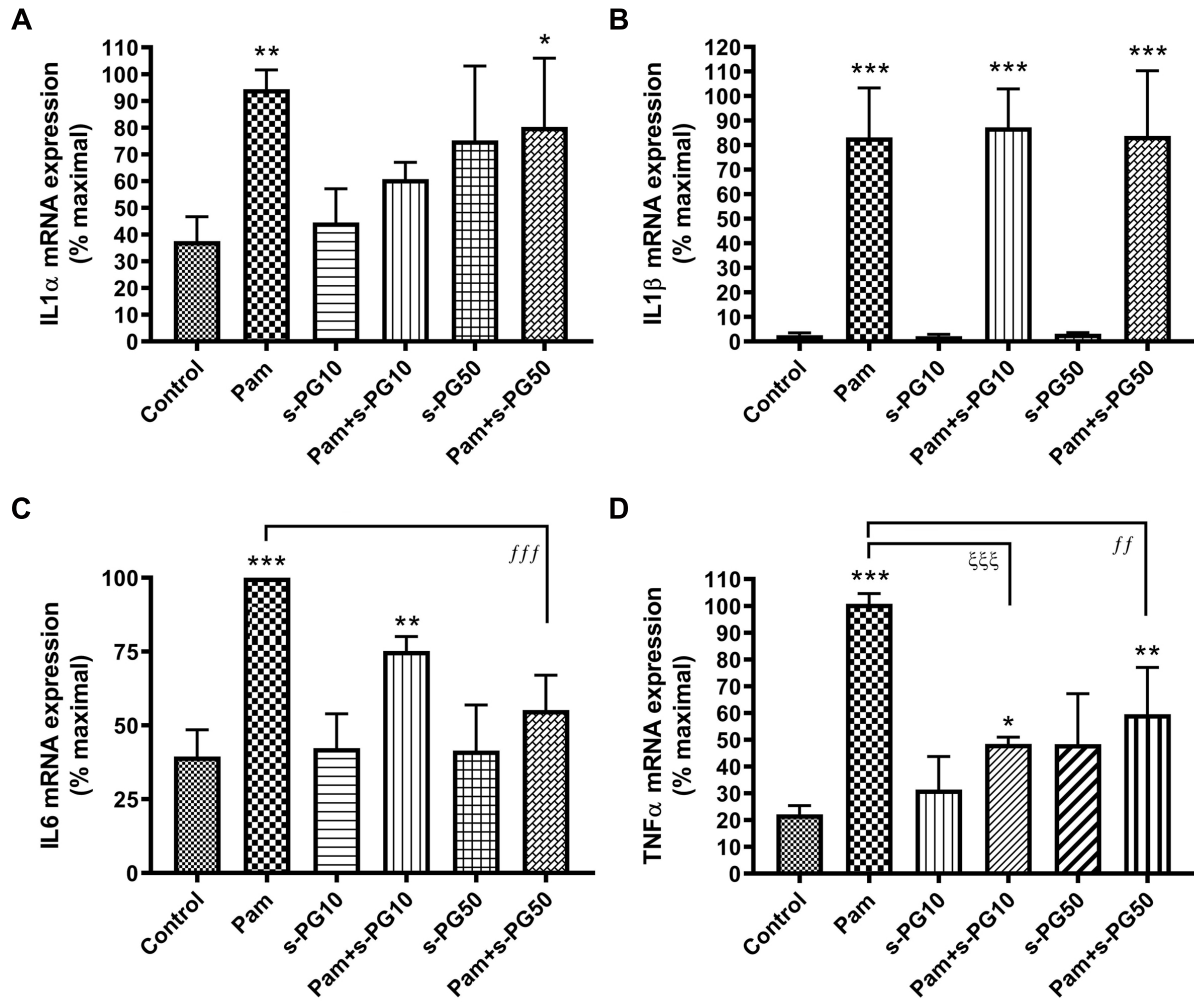 A
IL1α mRNA expression
(% maximal)
110
100
90
80
70
60
50
40
30
20
10
0
**
*
Control
Pam
s-PG10
Pam+s-PG10
s-PG50
Pam+s-PG50
B
IL1β mRNA expression
(% maximal)
120
110
100
90
80
70
60
50
40
30
20
10
0
***
***
***
Control
Pam
s-PG10
Pam+s-PG10
s-PG50
Pam+s-PG50
C
IL6 mRNA expression
(% maximal)
100
75
50
25
0
***
**
fff
Control
Pam
s-PG10
Pam+s-PG10
s-PG50
Pam+s-PG50
D
TNFα mRNA expression
(% maximal)
110
100
90
80
70
60
50
40
30
20
10
0
***
ξξξ
ff
*
**
Control
Pam
s-PG10
Pam+s-PG10
s-PG50
Pam+s-PG50